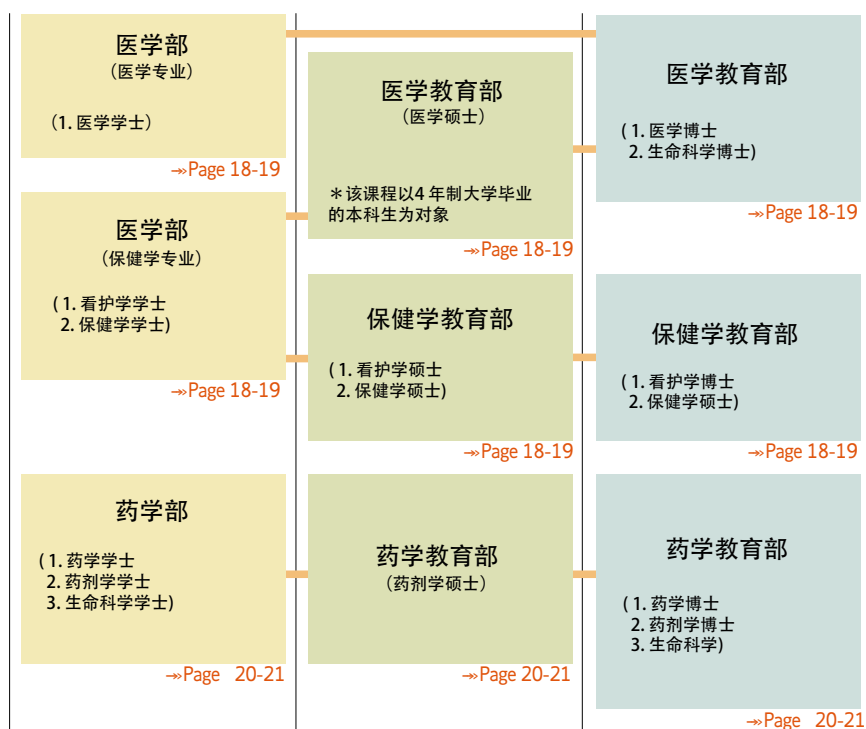 医学部
（医学专业）
（1. 医学学士）
→Page 18-19
医学部
（保健学专业）
( 1. 看护学学士
2. 保健学学士)
→Page 18-19
药学部
( 1. 药学学士
2. 药剂学学士
3. 生命科学学士)
→Page 20-21
医学教育部
（医学硕士）
＊该课程以4 年制大学毕业
的本科生为对象
→Page 18-19
保健学教育部
( 1. 看护学硕士
2. 保健学硕士)
→Page 18-19
药学教育部
（药剂学硕士）
→Page 20-21
医学教育部
( 1. 医学博士
2. 生命科学博士)
→Page 18-19
保健学教育部
( 1. 看护学博士
2. 保健学硕士)
→Page 18-19
药学教育部
( 1. 药学博士
2. 药剂学博士
3. 生命科学)
→Page 20-21